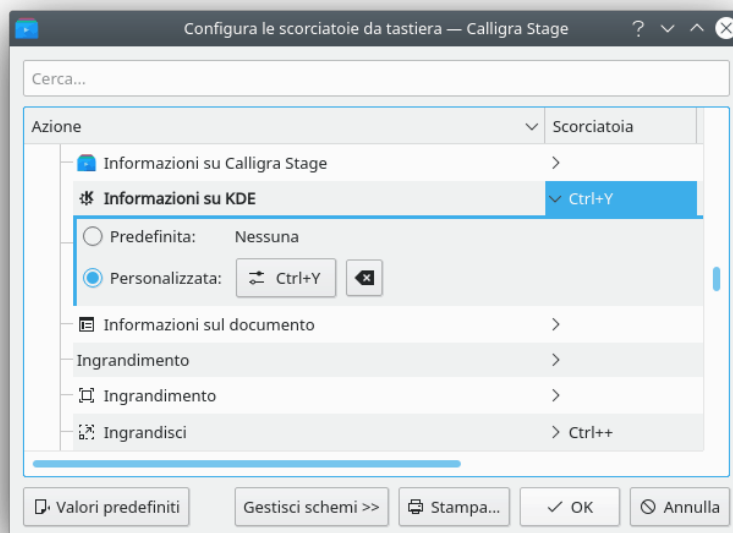 Configura le scorciatoie da tastiera — Calligra Stage
Cerca...
Azione Scorciatoia
Informazioni su Calligra Stage
Informazioni su KDE Ctrl+Y
Predefinita: Nessuna
Personalizzata: Ctrl+Y
Informazioni sul documento
Ingrandimento
Ingrandimento
Ingrandisci Ctrl++
Valori predefiniti Gestisci schemi >> Stampa... OK Annulla